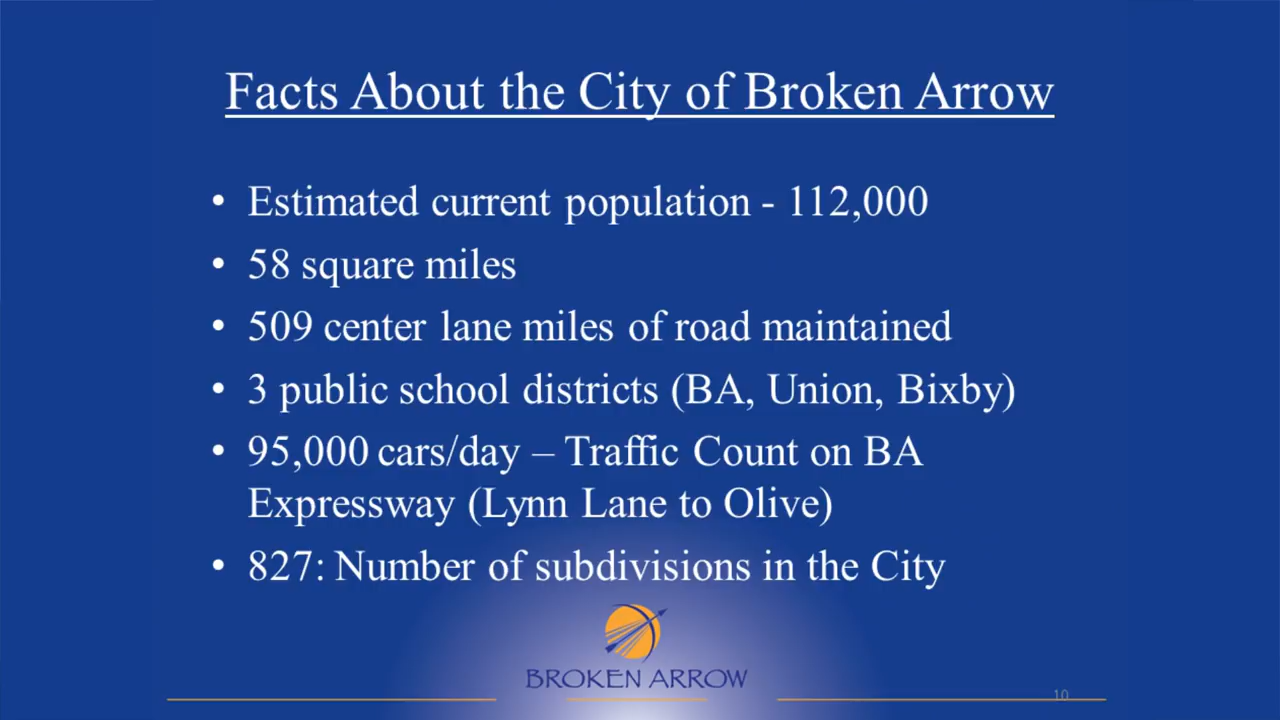 Facts About the City of Broken Arrow
• Estimated current population - 112,000
• 58 square miles
• 509 center lane miles of road maintained
• 3 public school districts (BA, Union, Bixby)
• 95,000 cars/day – Traffic Count on BA
Expressway (Lynn Lane to Olive)
• 827: Number of subdivisions in the City
BROKEN ARROW
10